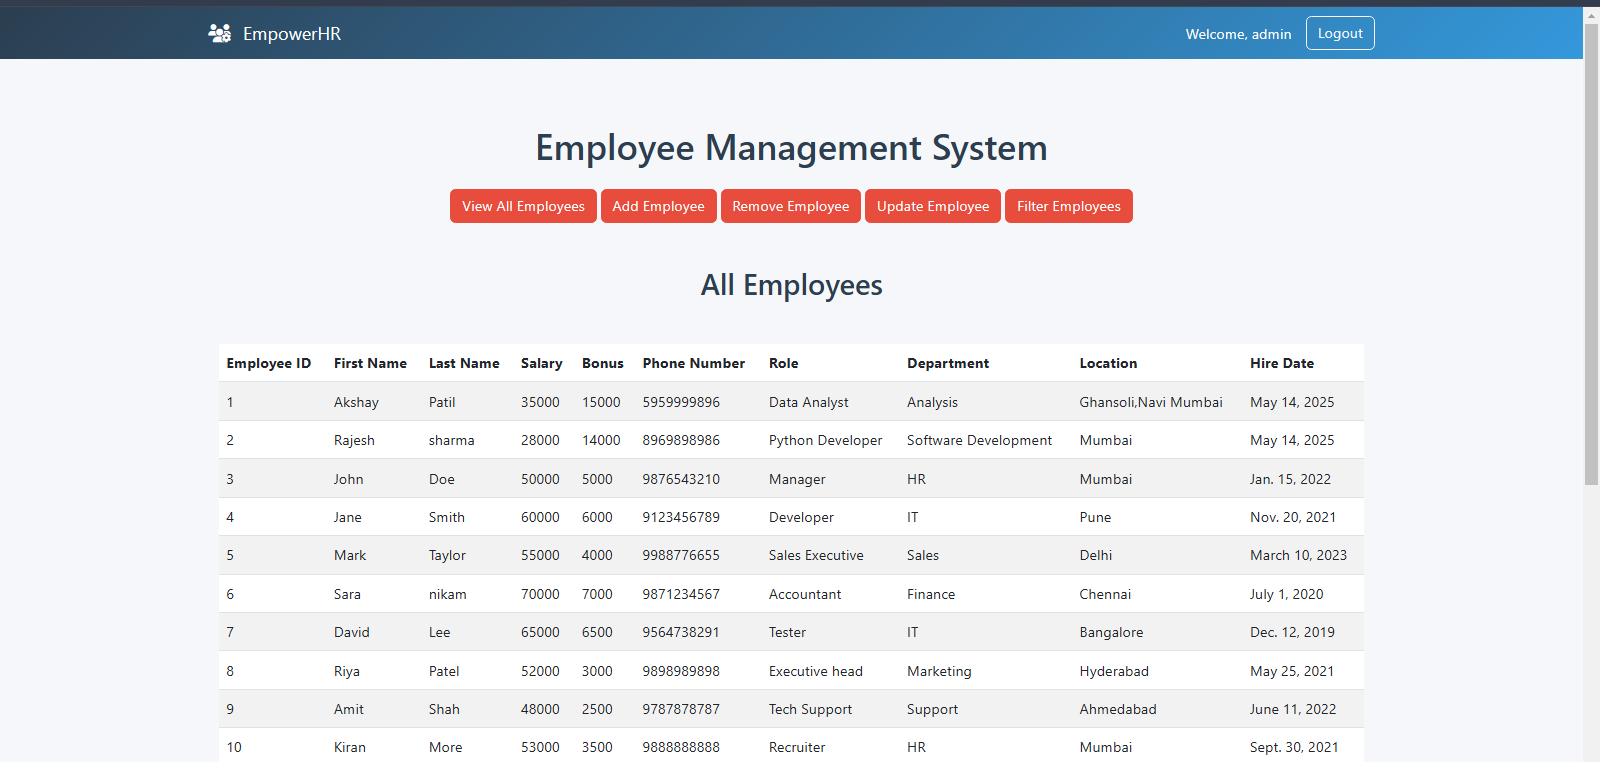 EmpowerHR Welcome, admin Logout
Employee Management System
View All Employees Add Employee Remove Employee Update Employee Filter Employees
All Employees
Employee ID First Name Last Name Salary Bonus Phone Number Role Department Location Hire Date
1 Akshay Patil 35000 15000 5959999896 Data Analyst Analysis Ghansoli,Navi Mumbai May 14, 2025
2 Rajesh sharma 28000 14000 8969898986 Python Developer Software Development Mumbai May 14, 2025
3 John Doe 50000 5000 9876543210 Manager HR Mumbai Jan. 15, 2022
4 Jane Smith 60000 6000 9123456789 Developer IT Pune Nov. 20, 2021
5 Mark Taylor 55000 4000 9988776655 Sales Executive Sales Delhi March 10, 2023
6 Sara nikam 70000 7000 9871234567 Accountant Finance Chennai July 1, 2020
7 David Lee 65000 6500 9564738291 Tester IT Bangalore Dec. 12, 2019
8 Riya Patel 52000 3000 9898989898 Executive head Marketing Hyderabad May 25, 2021
9 Amit Shah 48000 2500 9787878787 Tech Support Support Ahmedabad June 11, 2022
10 Kiran More 53000 3500 9888888888 Recruiter HR Mumbai Sept. 30, 2021